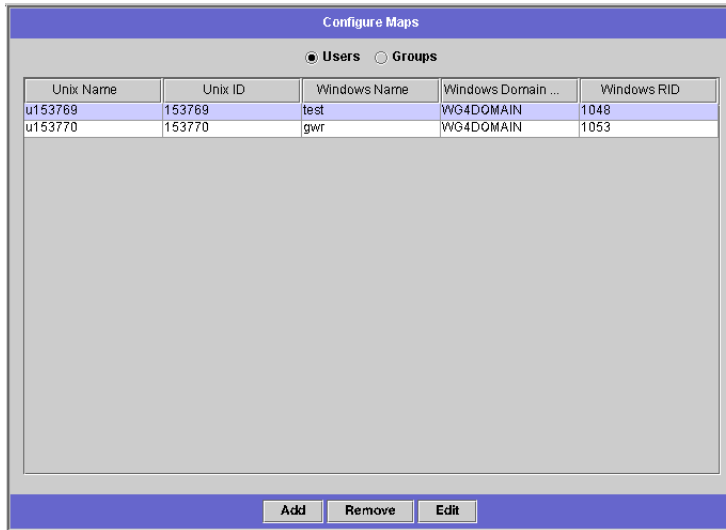 Configure Maps
Users Groups
Unix Name Unix ID Windows Name Windows Domain ... Windows RID
u153769 153769 test WG4DOMAIN 1048
u153770 153770 gwr WG4DOMAIN 1053
Add Remove Edit